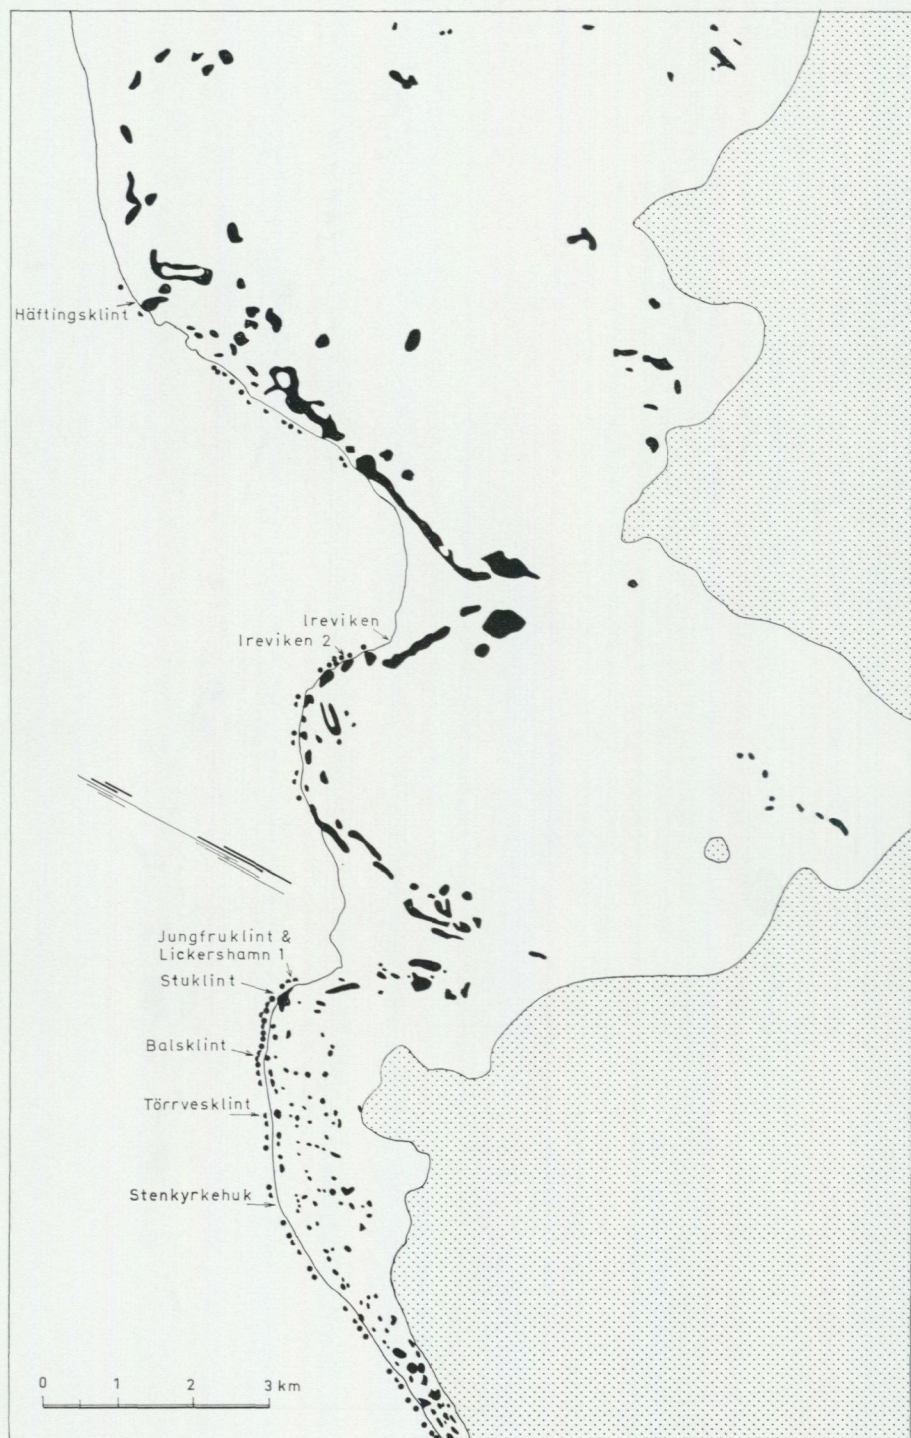 Häftingsklint
Ireviken
Ireviken 2
Jungfruklint &
Lickershamn 1
Stuklint
Balsklint
Törrvesklint
Stenkyrkehuk
0 1 2 3 km